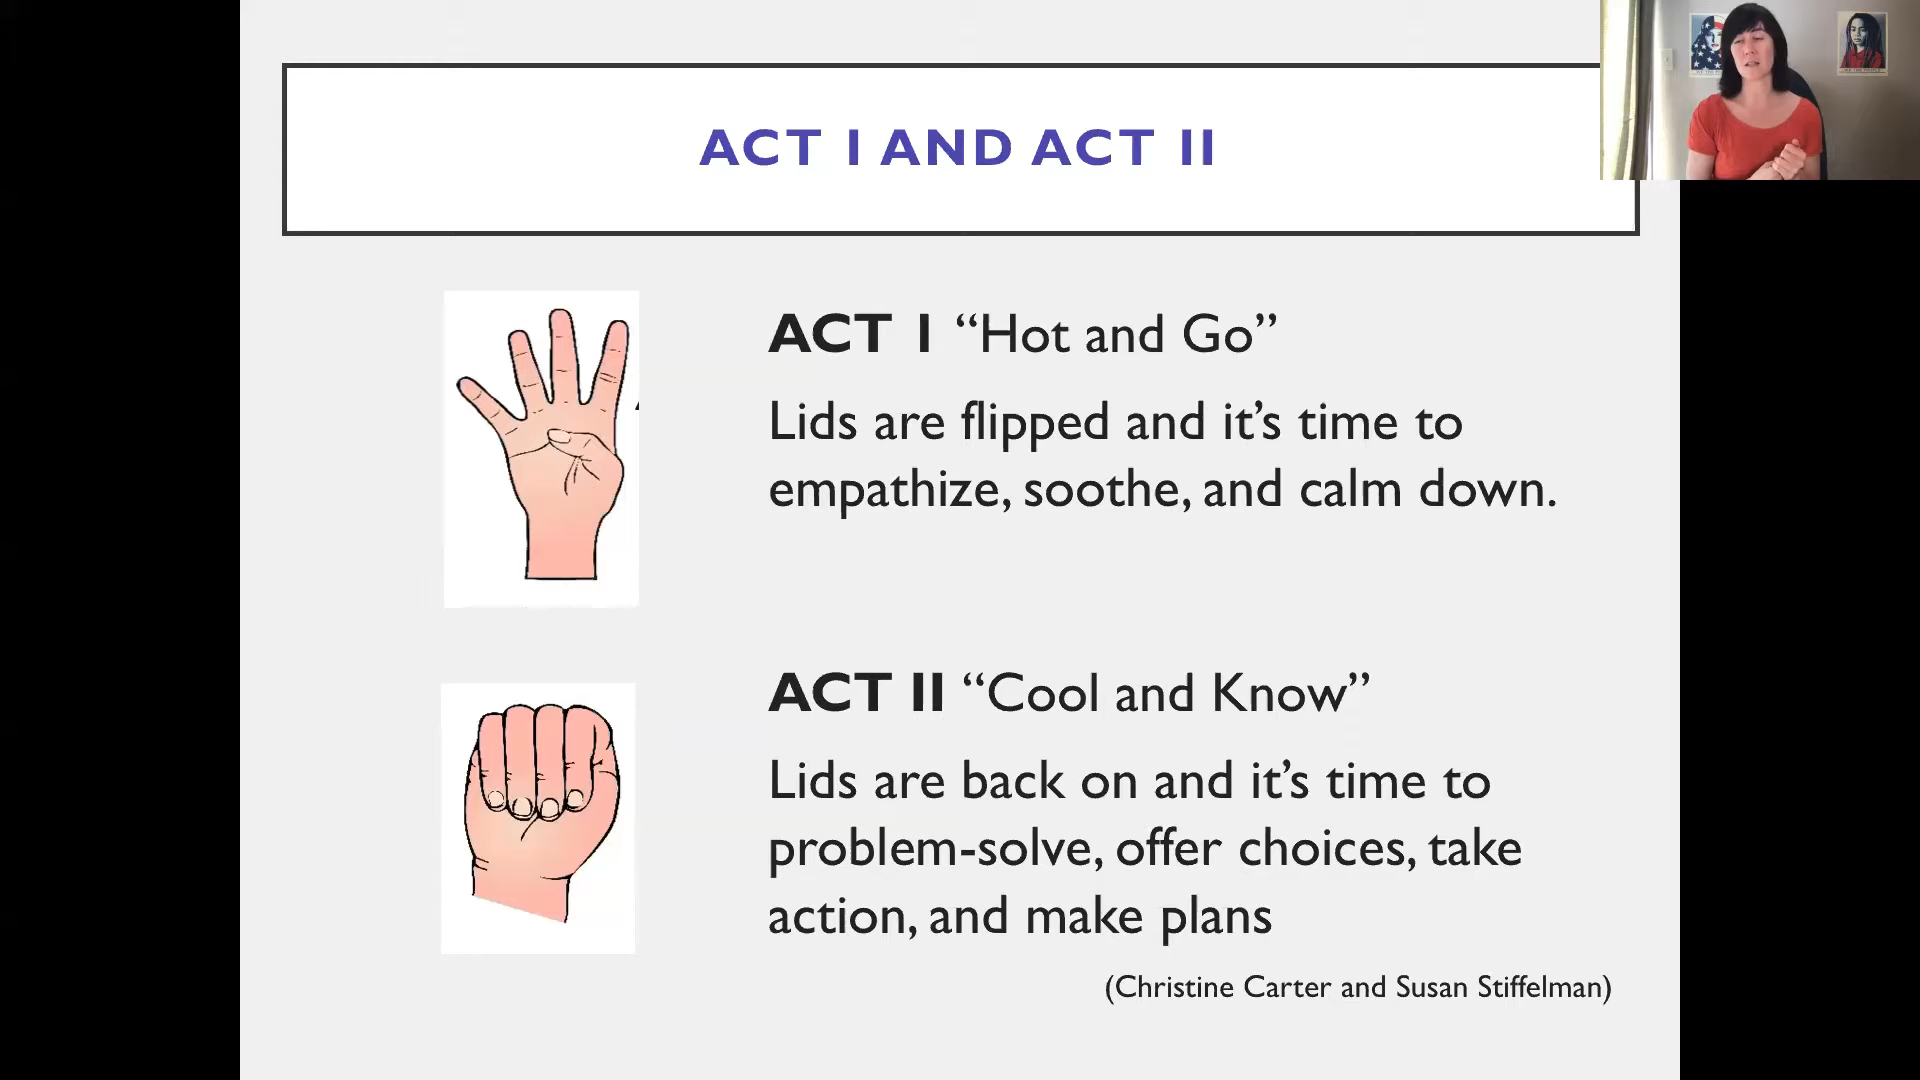 ACT I AND ACT II
ACT I “Hot and Go”
Lids are flipped and it’s time to
empathize, soothe, and calm down.
ACT II “Cool and Know”
Lids are back on and it’s time to
problem-solve, offer choices, take
action, and make plans
(Christine Carter and Susan Stiffelman)